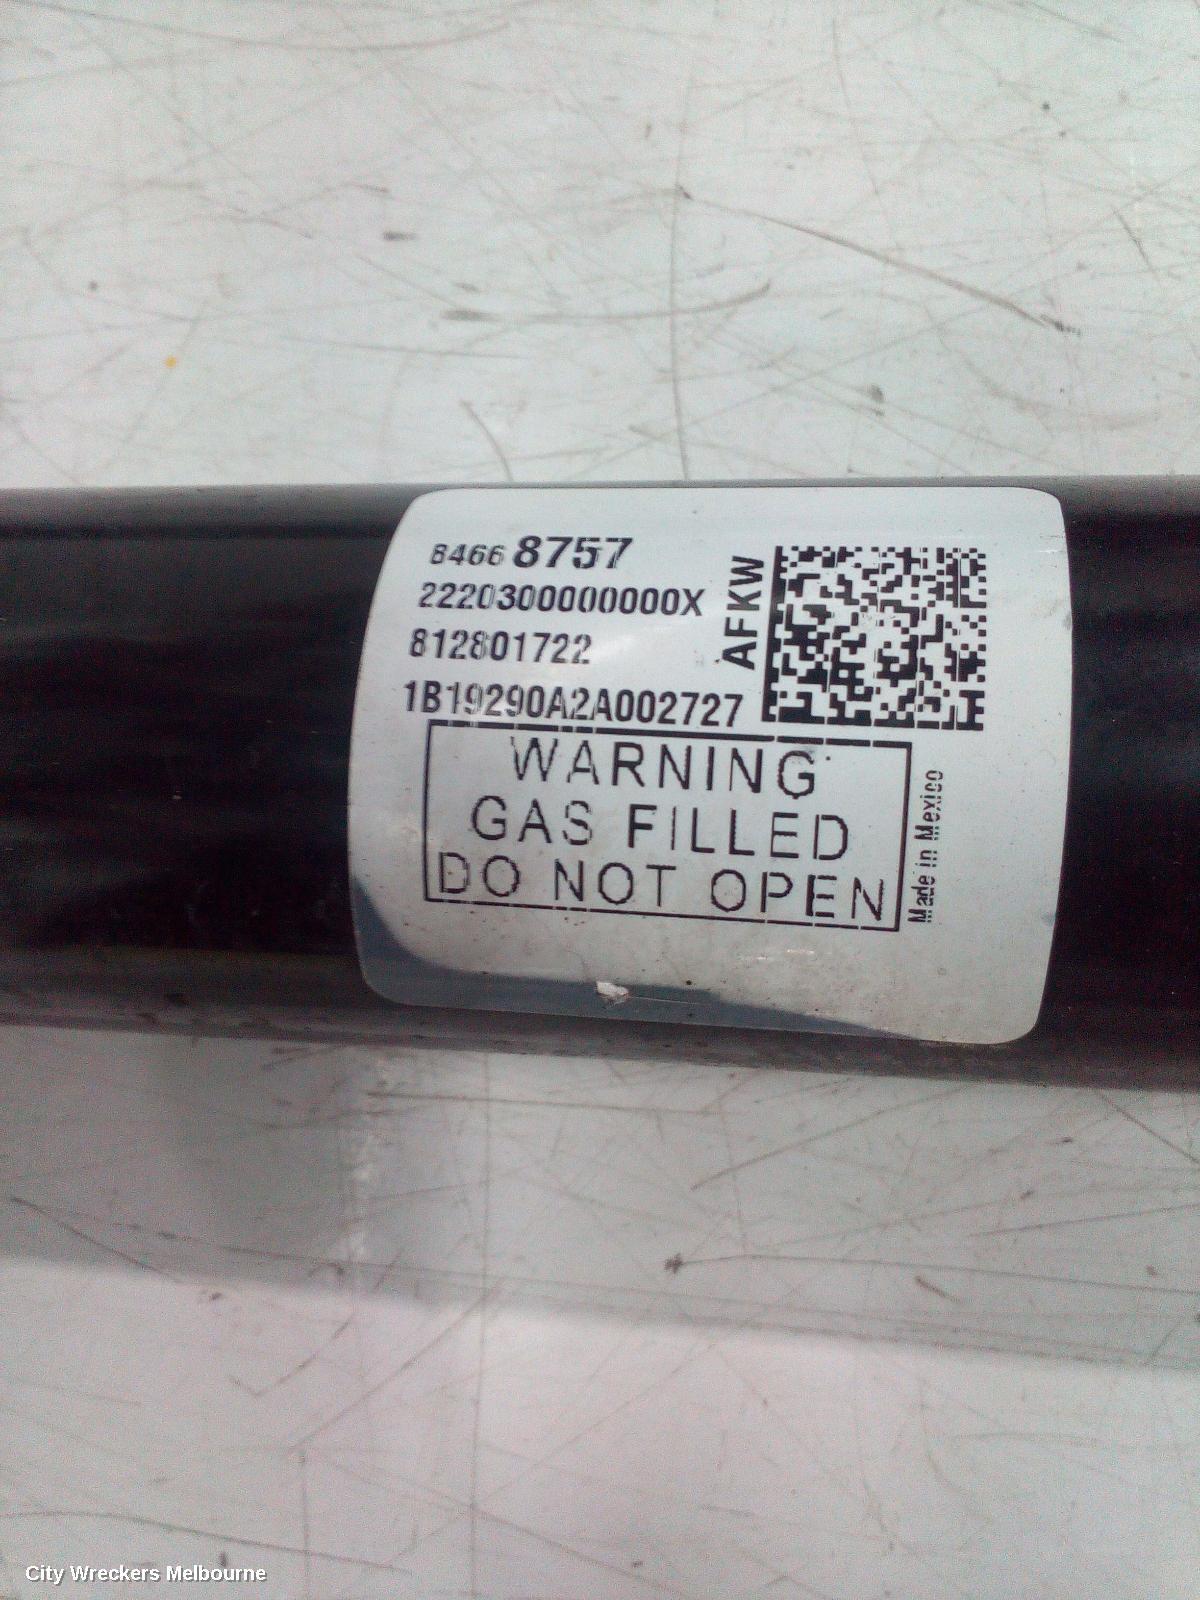 8466 8757
2220300000000X
812801722
1B19290A2A002727
AFKW
WARNING
GAS FILLED
DO NOT OPEN
Made in Mexico
City Wreckers Melbourne